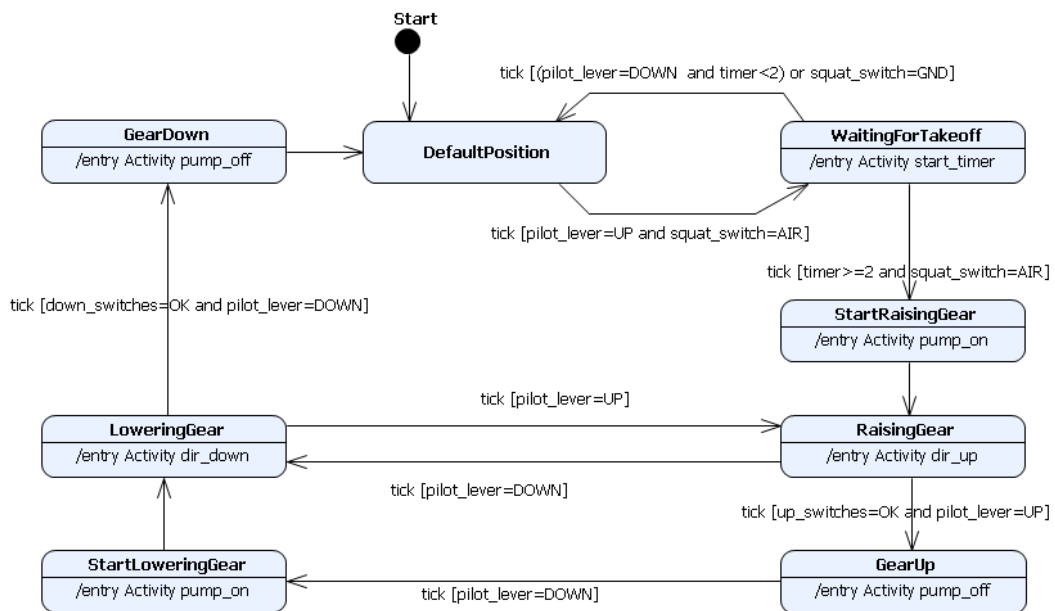 Start
tick [(pilot_lever=DOWN and timer<2) or squat_switch=GND]
GearDown
/entry Activity pump_off
DefaultPosition
WaitingForTakeoff
/entry Activity start_timer
tick [pilot_lever=UP and squat_switch=AIR]
tick [timer>=2 and squat_switch=AIR]
tick [down_switches=OK and pilot_lever=DOWN]
StartRaisingGear
/entry Activity pump_on
tick [pilot_lever=UP]
LoweringGear
/entry Activity dir_down
RaisingGear
/entry Activity dir_up
tick [pilot_lever=DOWN]
tick [up_switches=OK and pilot_lever=UP]
StartLoweringGear
/entry Activity pump_on
GearUp
/entry Activity pump_off
tick [pilot_lever=DOWN]